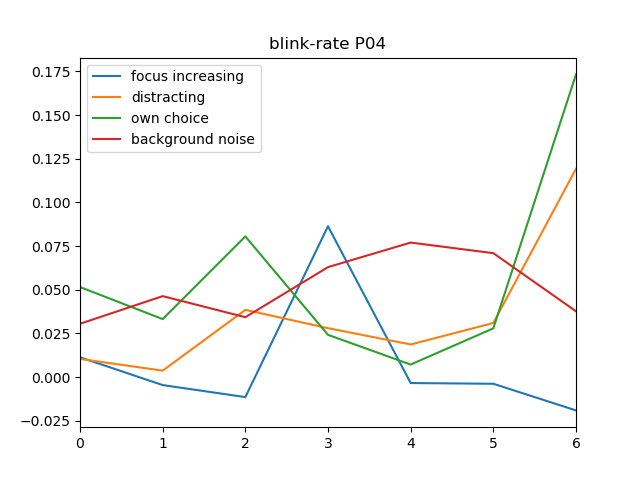 blink-rate P04
focus increasing
distracting
own choice
background noise
0.175
0.150
0.125
0.100
0.075
0.050
0.025
0.000
−0.025
0 1 2 3 4 5 6